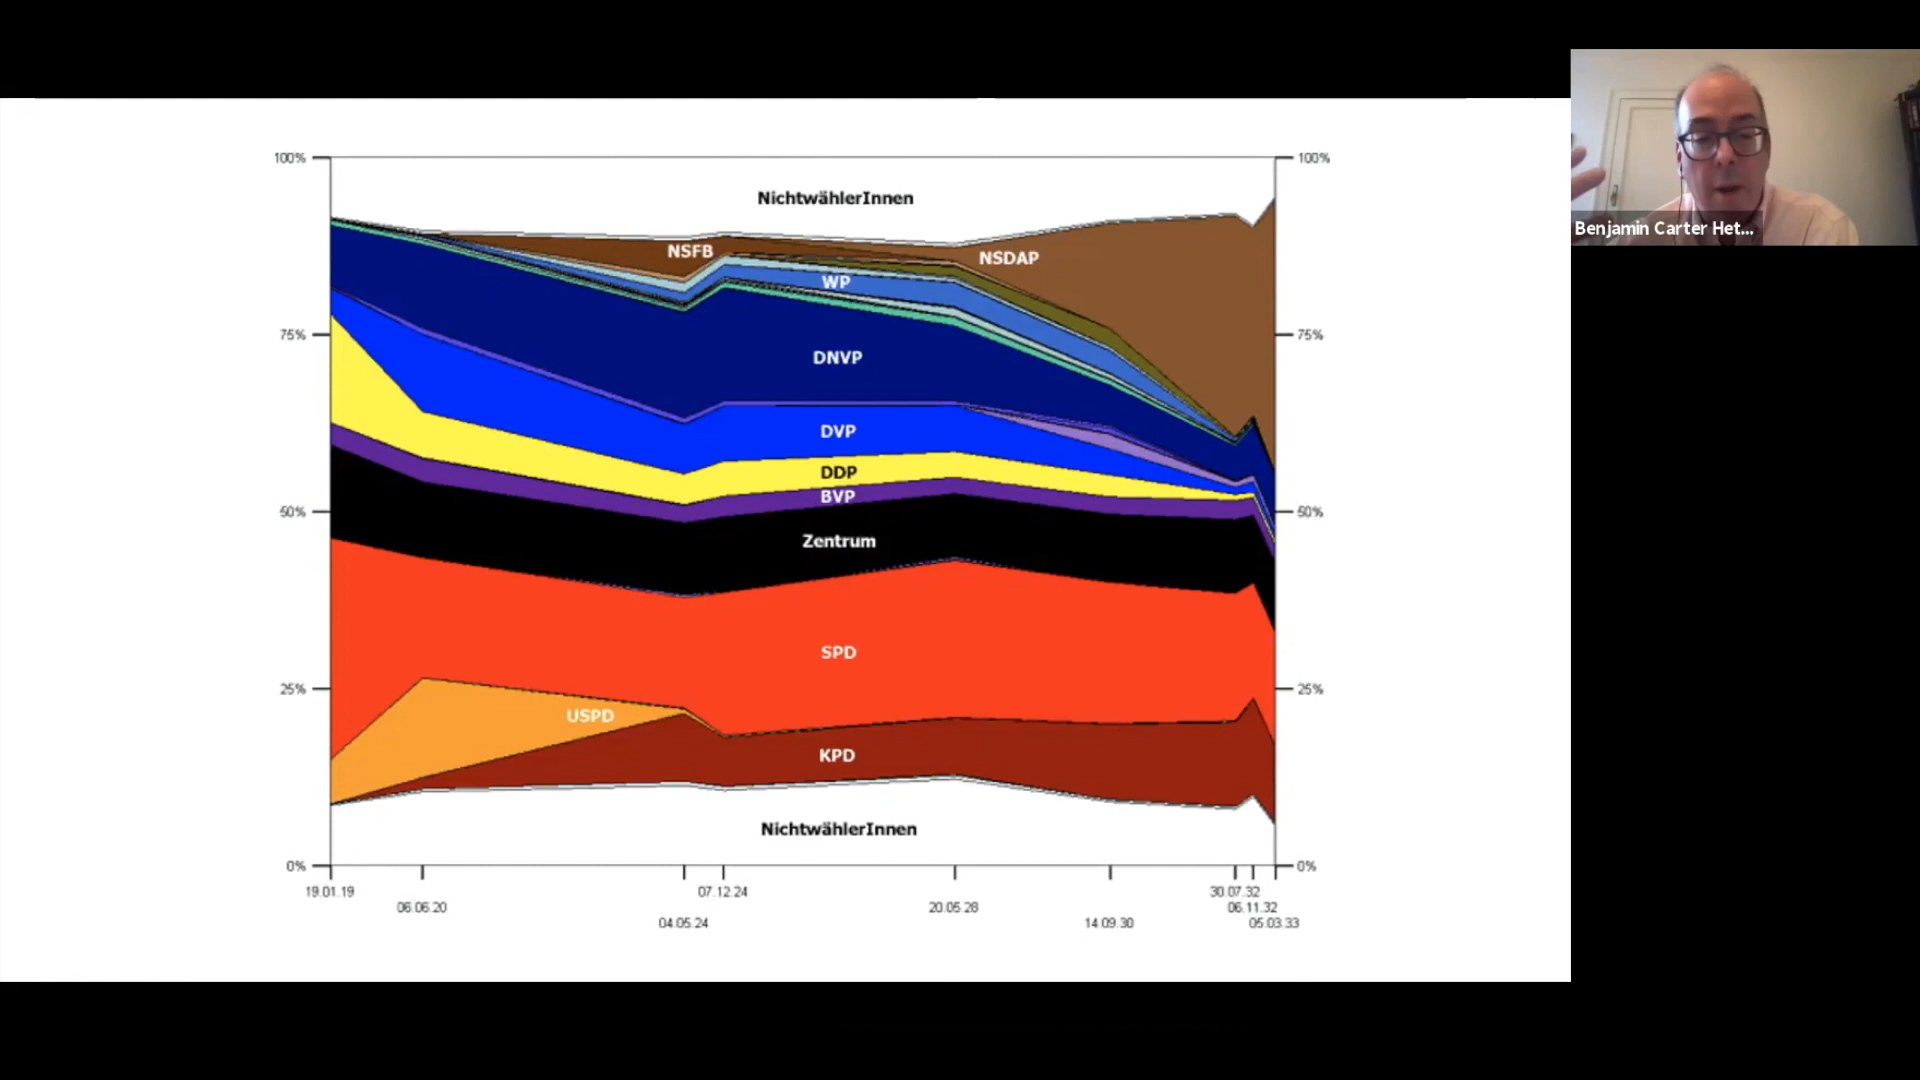 100%
100%
NichtwählerInnen
Benjamin Carter Het...
NSFB
NSDAP
WP
75%
75%
DNVP
DVP
DDP
BVP
50%
50%
Zentrum
SPD
25%
25%
USPD
KPD
NichtwählerInnen
0%
0%
19.01.19
07.12.24
30.07.32
06.06.20
20.05.28
06.11.32
04.05.24
14.09.30
05.03.33